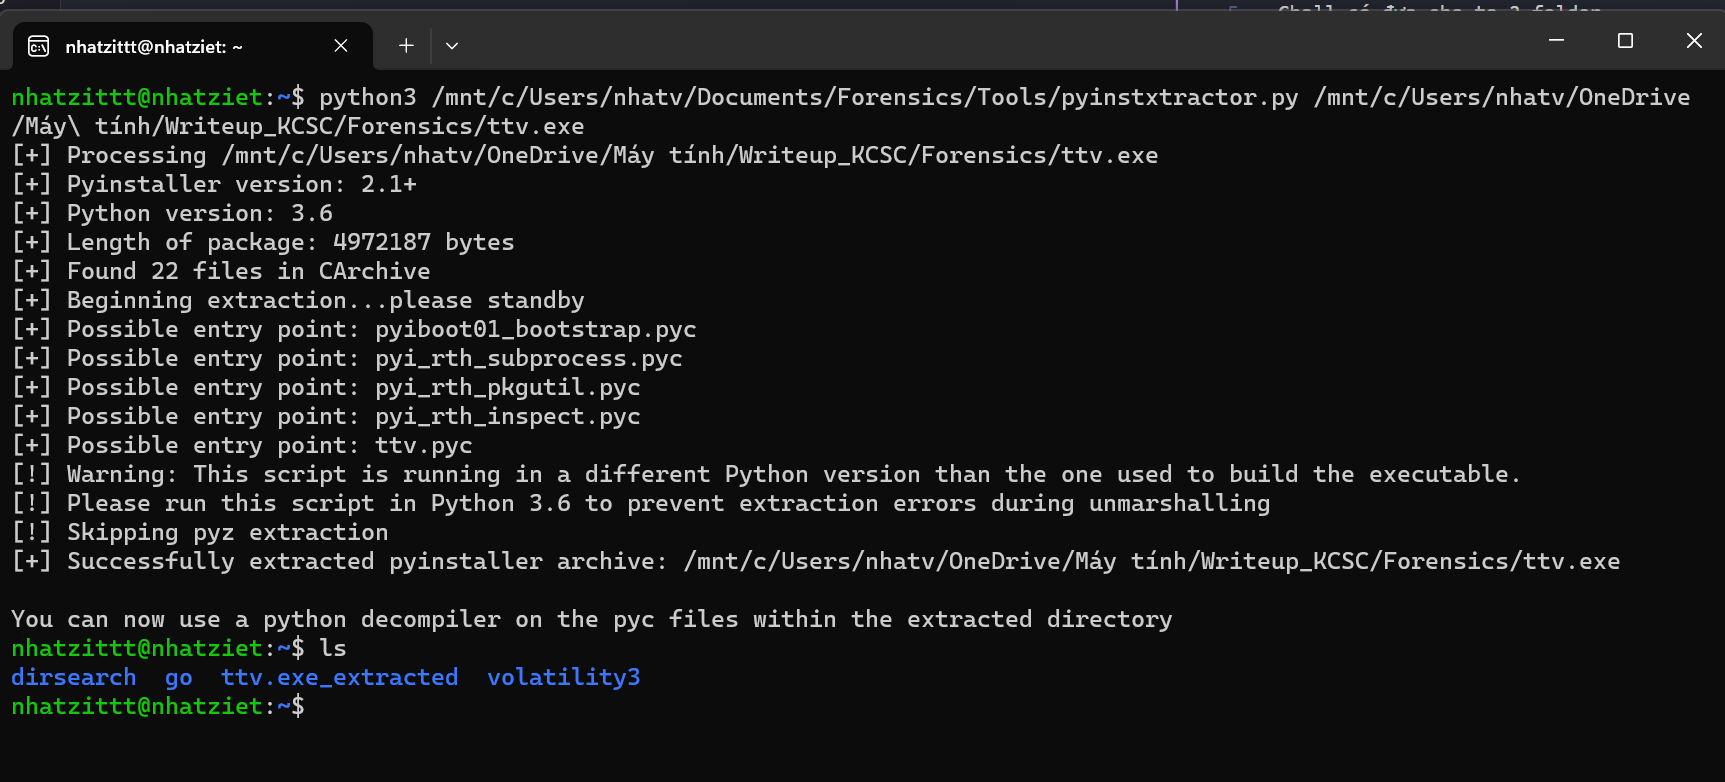 5. Chall có đưa cho ta 2 folder
nhatzittt@nhatziet: ~
nhatzittt@nhatziet:~$ python3 /mnt/c/Users/nhatv/Documents/Forensics/Tools/pyinstxtractor.py /mnt/c/Users/nhatv/OneDrive
/Máy\ tính/Writeup_KCSC/Forensics/ttv.exe
[+] Processing /mnt/c/Users/nhatv/OneDrive/Máy tính/Writeup_KCSC/Forensics/ttv.exe
[+] Pyinstaller version: 2.1+
[+] Python version: 3.6
[+] Length of package: 4972187 bytes
[+] Found 22 files in CArchive
[+] Beginning extraction...please standby
[+] Possible entry point: pyiboot01_bootstrap.pyc
[+] Possible entry point: pyi_rth_subprocess.pyc
[+] Possible entry point: pyi_rth_pkgutil.pyc
[+] Possible entry point: pyi_rth_inspect.pyc
[+] Possible entry point: ttv.pyc
[!] Warning: This script is running in a different Python version than the one used to build the executable.
[!] Please run this script in Python 3.6 to prevent extraction errors during unmarshalling
[!] Skipping pyz extraction
[+] Successfully extracted pyinstaller archive: /mnt/c/Users/nhatv/OneDrive/Máy tính/Writeup_KCSC/Forensics/ttv.exe
You can now use a python decompiler on the pyc files within the extracted directory
nhatzittt@nhatziet:~$ ls
dirsearch go ttv.exe_extracted volatility3
nhatzittt@nhatziet:~$